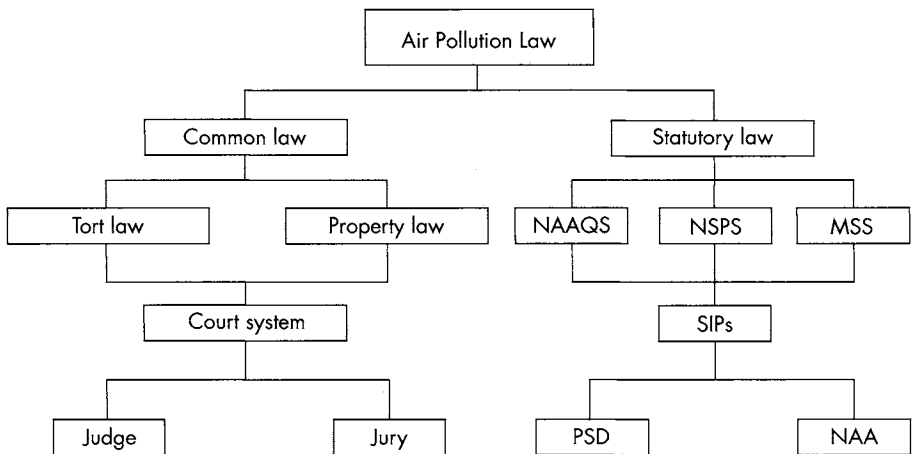 Air Pollution Law
Common law
Statutory law
Tort law
Property law
NAAQS
NSPS
MSS
Court system
SIPs
Judge
Jury
PSD
NAA